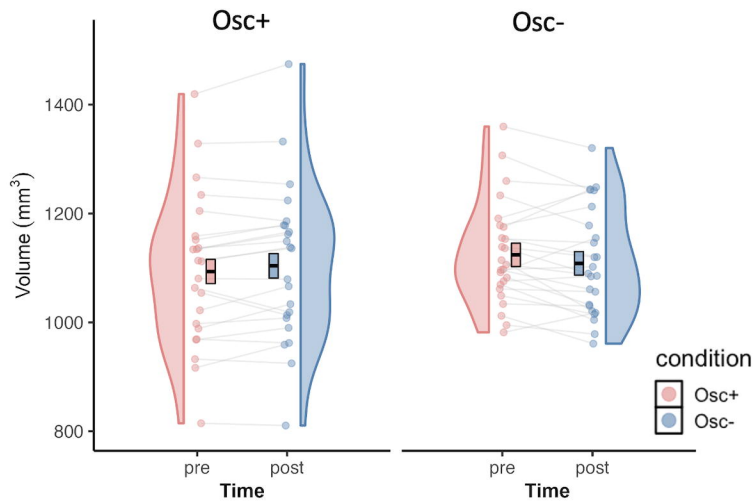 Osc+
Osc-
Volume (mm³)
1400
1200
1000
800
pre
post
Time
pre
post
Time
condition
Osc+
Osc-